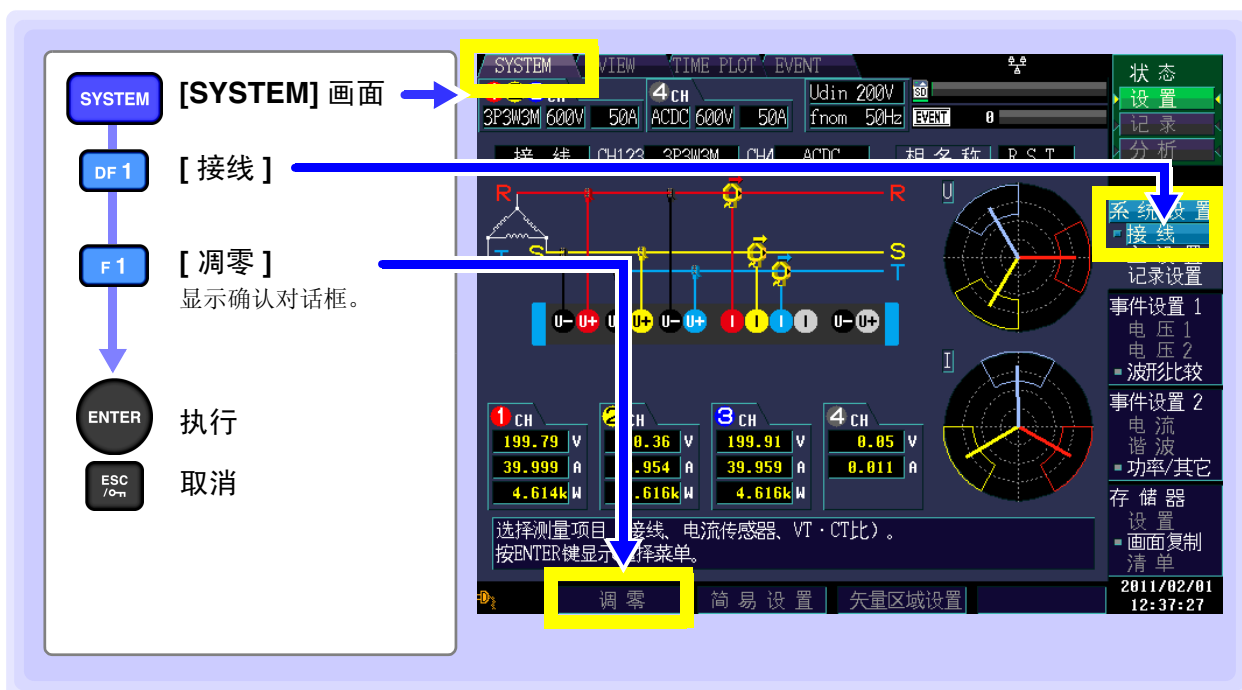 SYSTEM
[SYSTEM] 画面
DF 1
[ 接线 ]
F 1
[ 凋零 ]
显示确认对话框。
ENTER
执行
ESC
取消
SYSTEM VIEW TIME PLOT EVENT
CH 4 CH
3P3W3M 600V 50A ACDC 600V 50A
Udin 200V SD
fnom 50Hz EVENT 0
接 线 CH123 3P3W3M CH4 ACDC 相 名 称 R S T
R R
S S
T T
U
U- U+ U+ U- U+ I I I I U- U+
I
1 CH 2 CH 3 CH 4 CH
199.79 V 0.36 V 199.91 V 0.05 V
39.999 A .954 A 39.959 A 0.011 A
4.614k W .616k W 4.616k W
选择测量项目 接线、电流传感器、VT・CT比)。
按ENTER键显示 择菜单。
调 零 简 易 设 置 矢量区域设置
状 态
设 置
记 录
分 析
系 统 设 置
接 线
记录设置
事件设置 1
电 压 1
电 压 2
波形比较
事件设置 2
电 流
谐 波
功率/其它
存 储 器
设 置
画面复制
清 单
2011/02/01
12:37:27